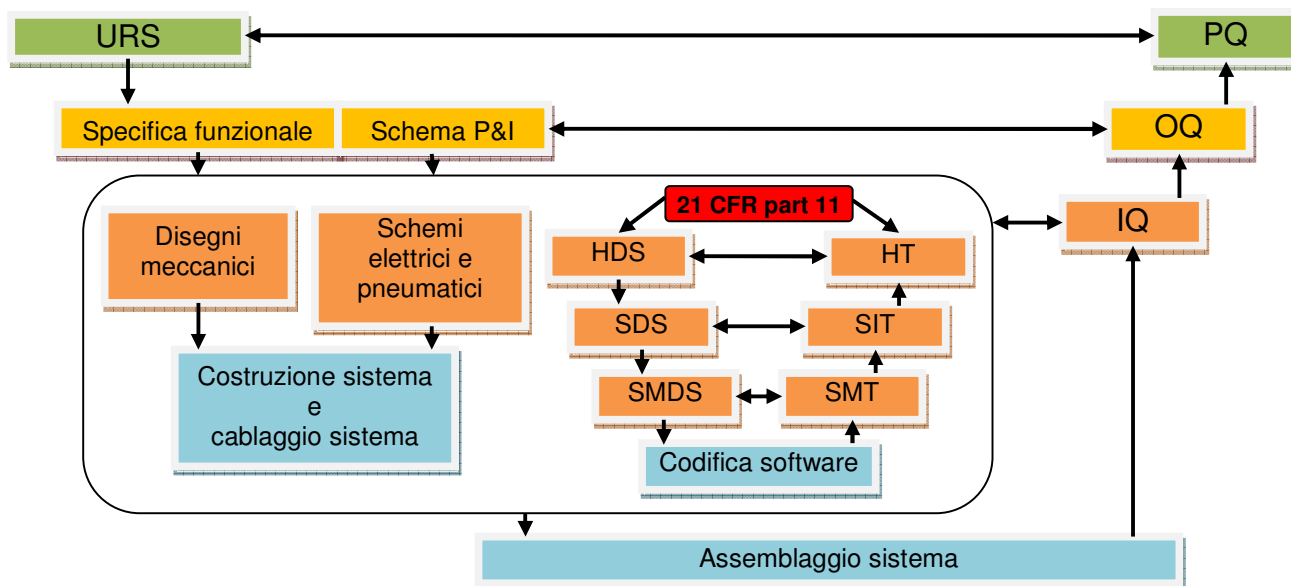 URS
PQ
Specifica funzionale
Schema P&I
OQ
21 CFR part 11
IQ
Disegni
meccanici
Schemi
elettrici e
pneumatici
HDS
HT
SDS
SIT
Costruzione sistema
e
cablaggio sistema
SMDS
SMT
Codifica software
Assemblaggio sistema